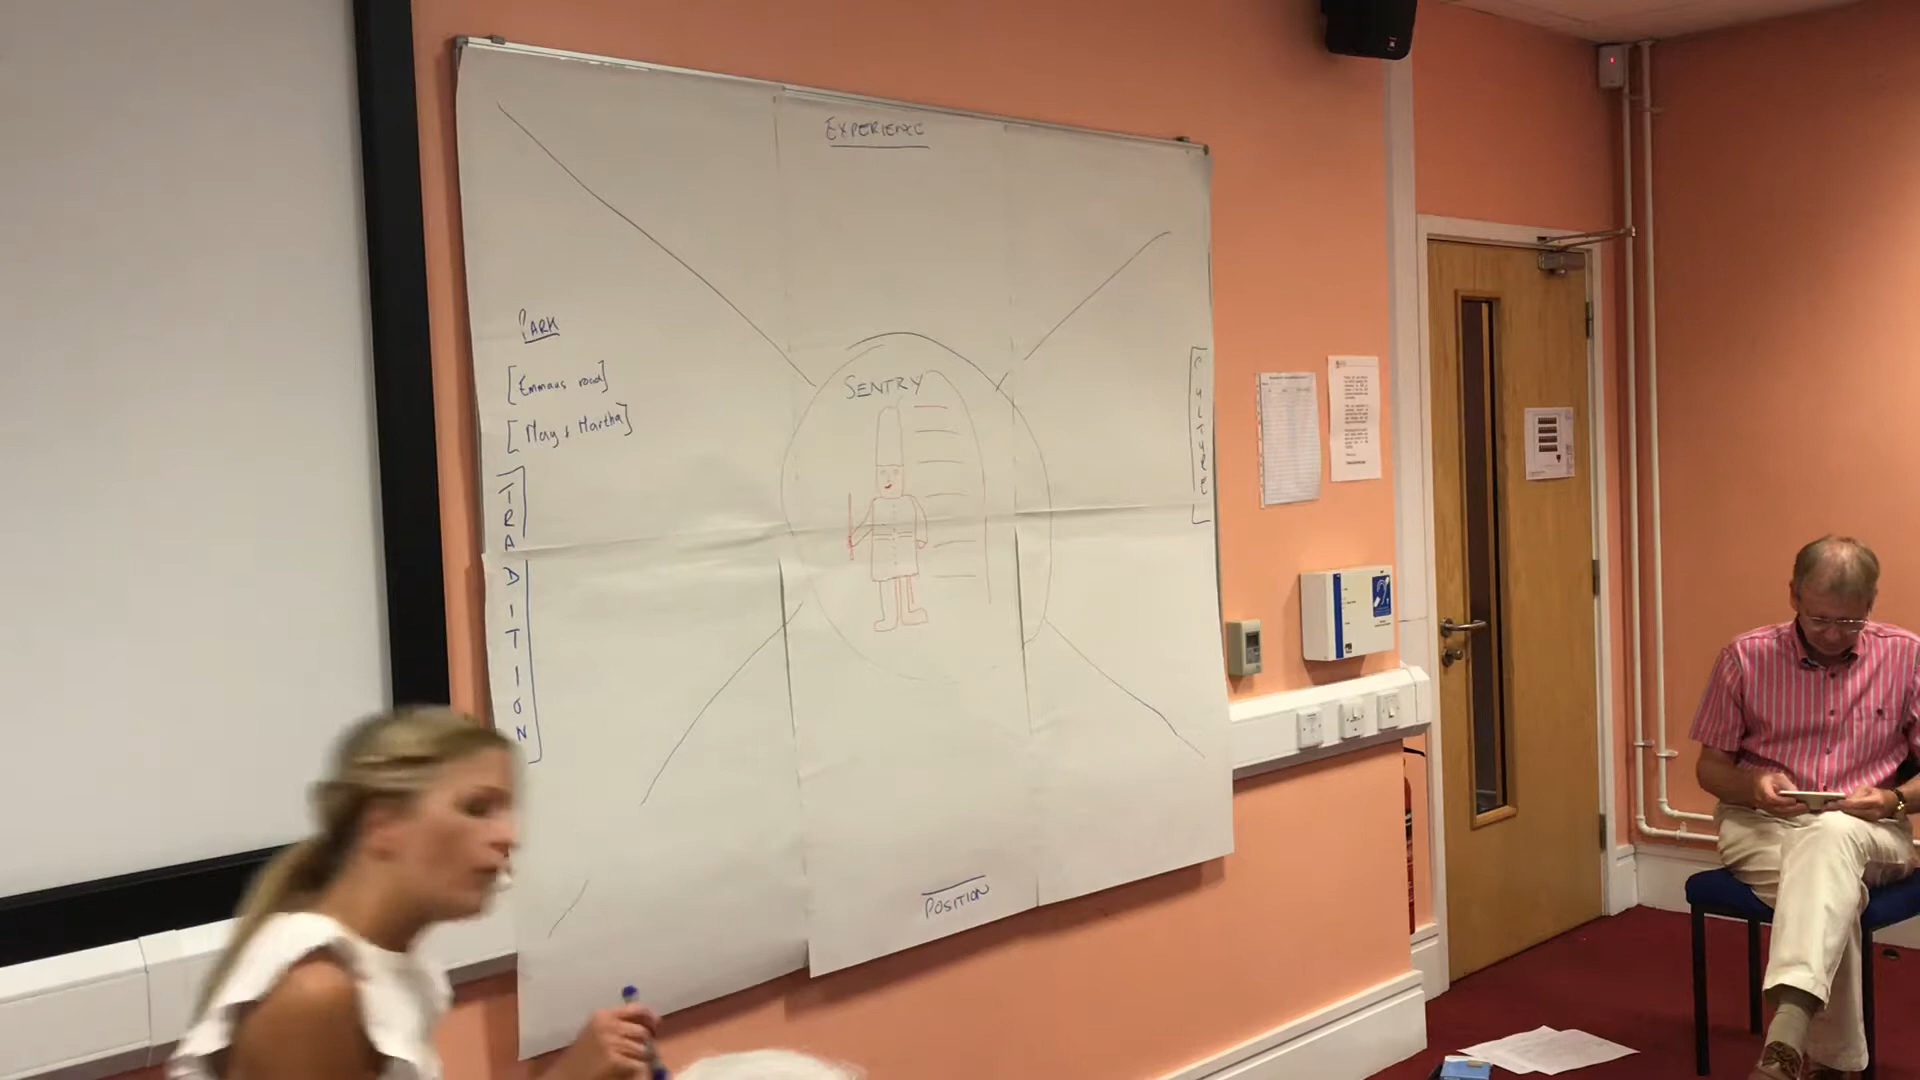 EXPERIENCE
PARK
[Emmaus road]
[Mary & Martha]
SENTRY
CULTURE
TRADITION
POSITION